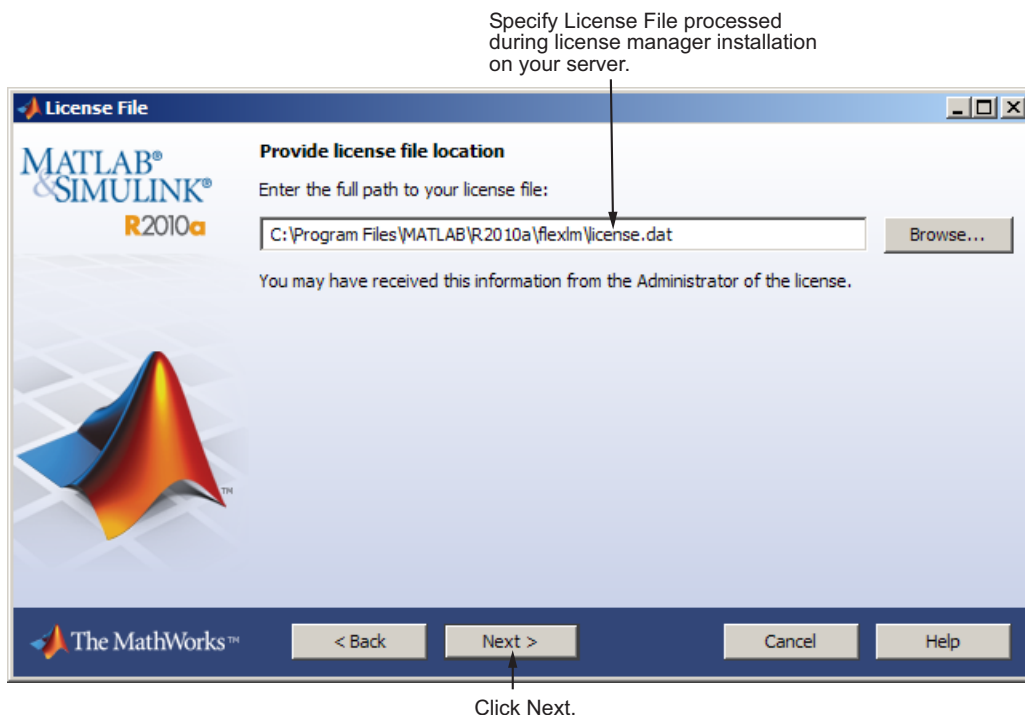 Specify License File processed
during license manager installation
on your server.
License File
MATLAB®
&SIMULINK®
R2010a
Provide license file location
Enter the full path to your license file:
C:\Program Files\MATLAB\R2010a\flexlm\license.dat
Browse...
You may have received this information from the Administrator of the license.
TM
The MathWorks™
< Back
Next >
Cancel
Help
Click Next.